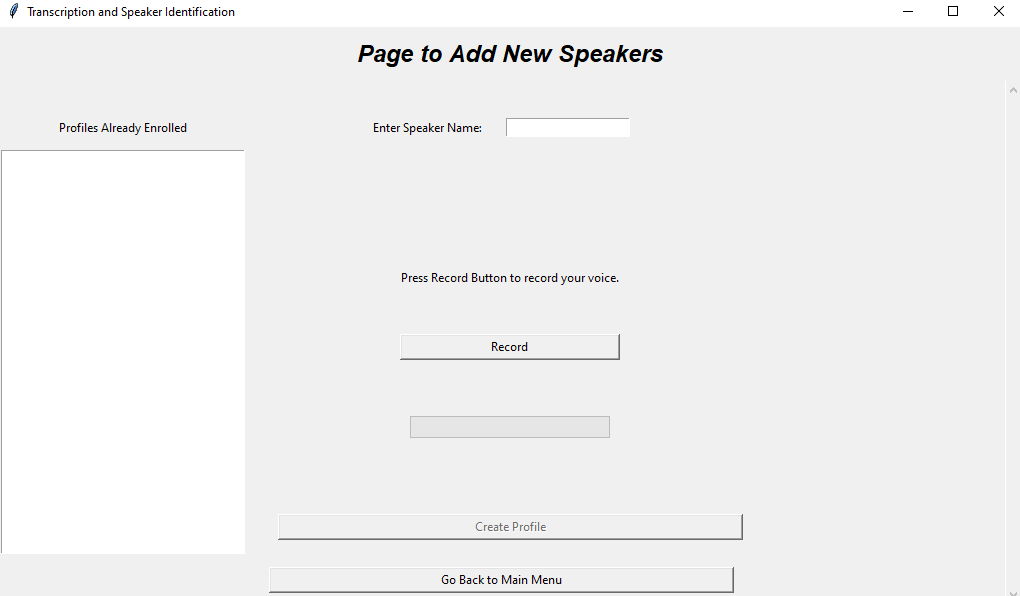 Transcription and Speaker Identification
Page to Add New Speakers
Profiles Already Enrolled
Enter Speaker Name:
Press Record Button to record your voice.
Record
Create Profile
Go Back to Main Menu